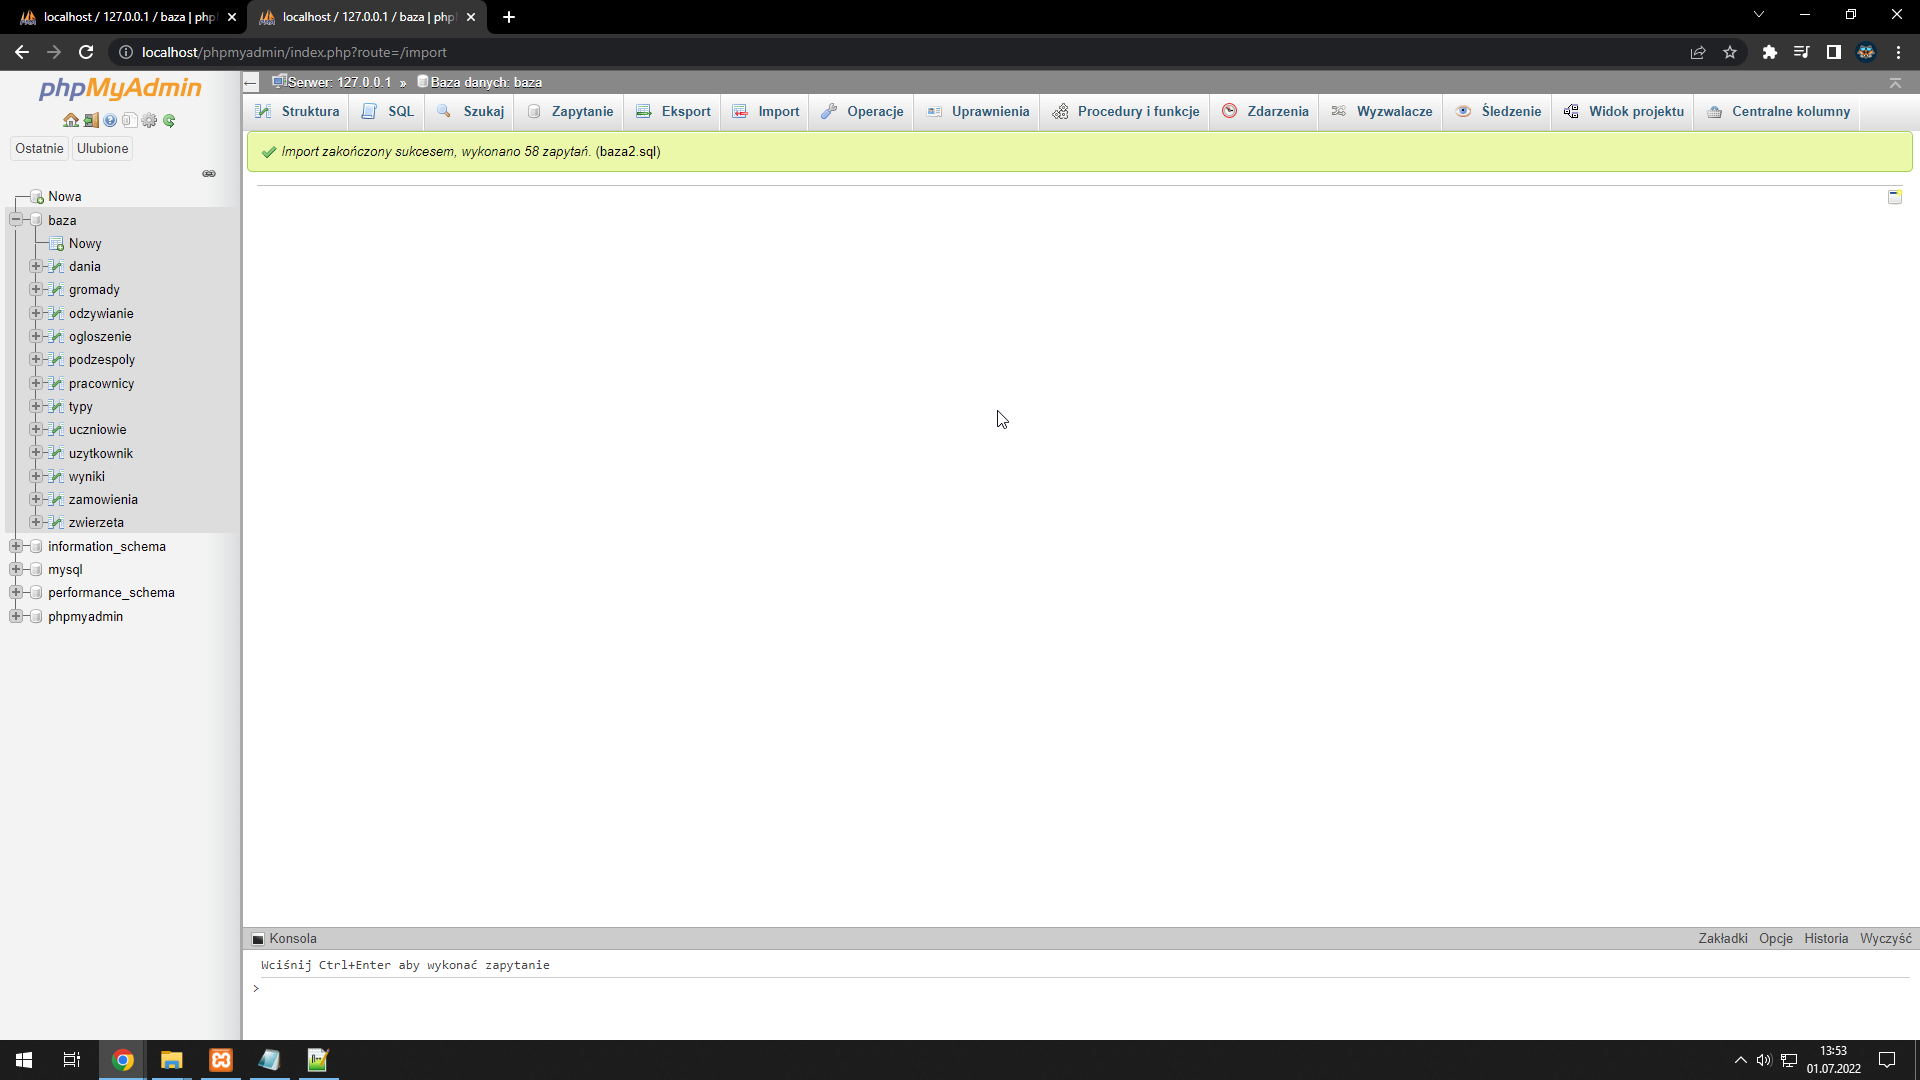 localhost / 127.0.0.1 / baza | php
localhost / 127.0.0.1 / baza | php
localhost/phpmyadmin/index.php?route=/import
phpMyAdmin
Ostatnie Ulubione
Nowa
baza
Nowy
dania
gromady
odzywianie
ogloszenie
podzespoly
pracownicy
typy
uczniowie
uzytkownik
wyniki
zamowienia
zwierzeta
information_schema
mysql
performance_schema
phpmyadmin
Serwer: 127.0.0.1 » Baza danych: baza
Struktura SQL Szukaj Zapytanie Eksport Import Operacje Uprawnienia Procedury i funkcje Zdarzenia Wyzwalacze Śledzenie Widok projektu Centralne kolumny
Import zakończony sukcesem, wykonano 58 zapytań. (baza2.sql)
Konsola
Zakładki Opcje Historia Wyczyść
Wciśnij Ctrl+Enter aby wykonać zapytanie
>
13:53
01.07.2022